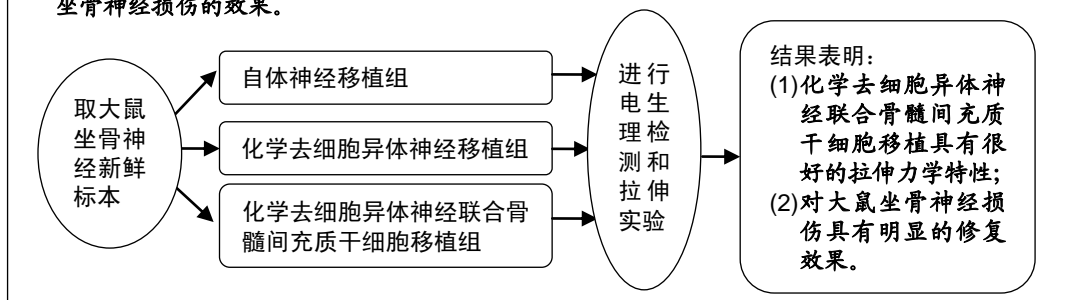 坐骨神经损伤的效果。
取大鼠
坐骨神
经新鲜
标本
自体神经移植组
化学去细胞异体神经移植组
化学去细胞异体神经联合骨
髓间充质干细胞移植组
进行
电生
理检
测和
拉伸
实验
结果表明：
(1)化学去细胞异体神
经联合骨髓间充质
干细胞移植具有很
好的拉伸力学特性；
(2)对大鼠坐骨神经损
伤具有明显的修复
效果。